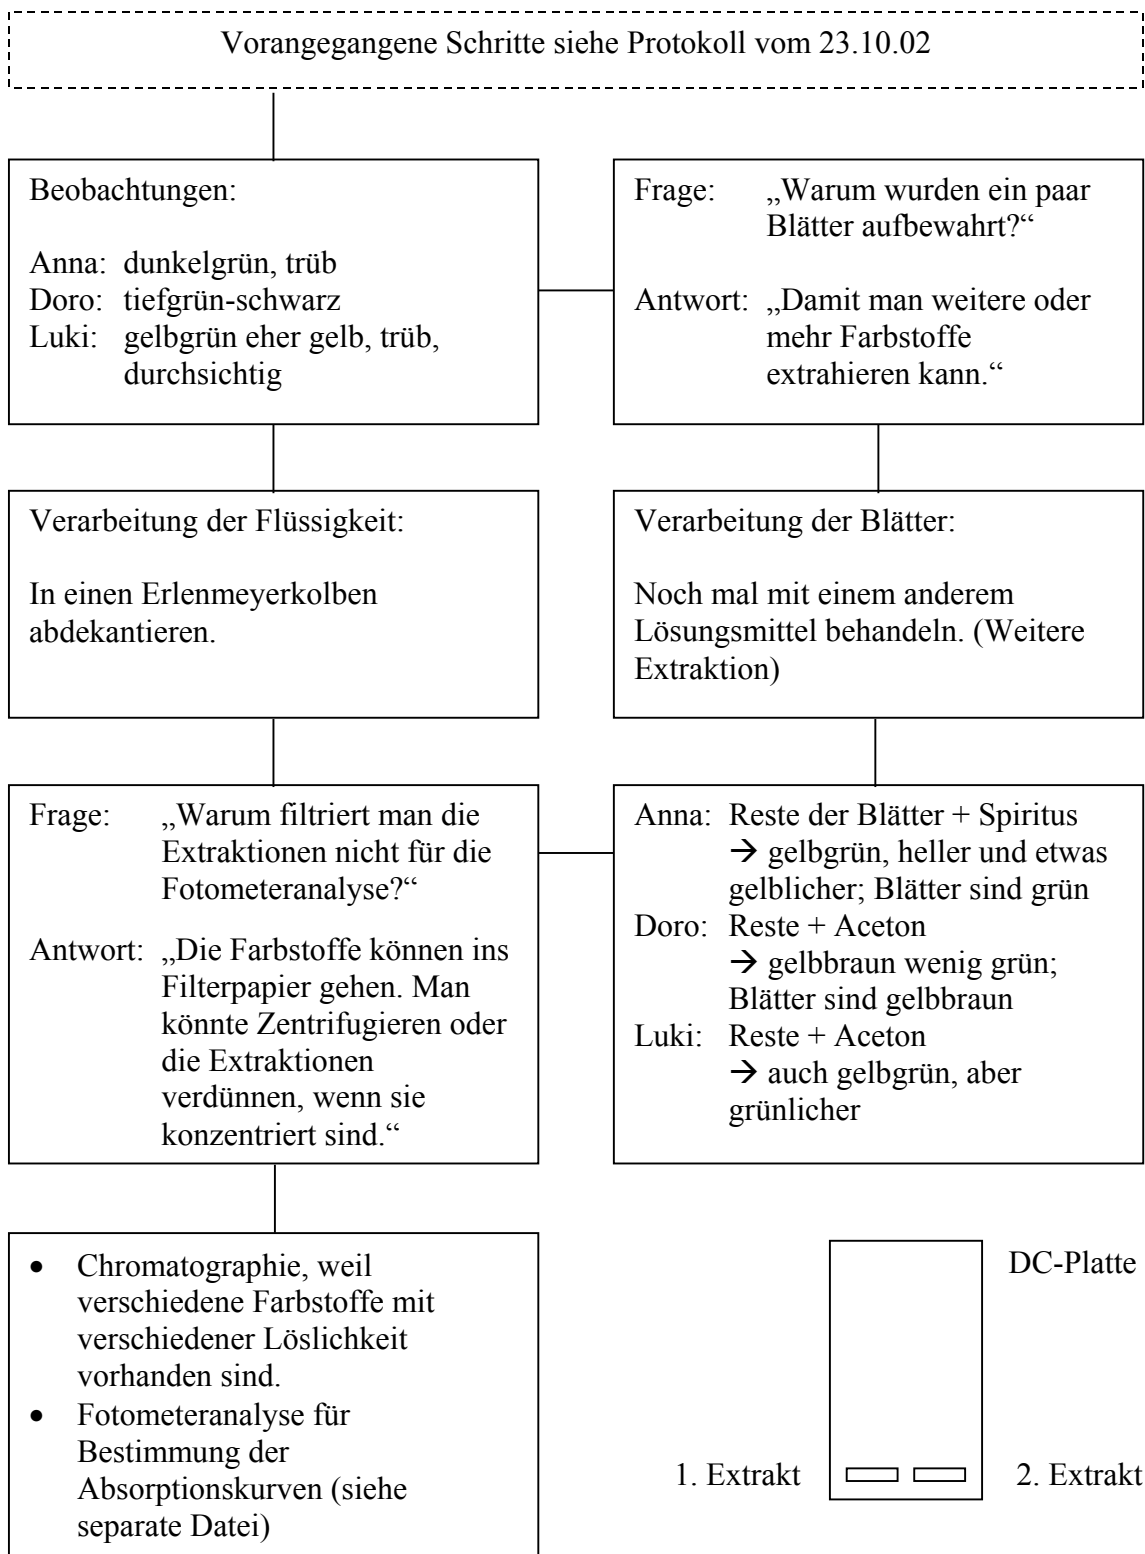 Vorangegangene Schritte siehe Protokoll vom 23.10.02
Beobachtungen:
Anna: dunkelgrün, trüb
Doro: tiefgrün-schwarz
Luki: gelbgrün eher gelb, trüb,
durchsichtig
Frage: „Warum wurden ein paar
Blätter aufbewahrt?“
Antwort: „Damit man weitere oder
mehr Farbstoffe
extrahieren kann.“
Verarbeitung der Flüssigkeit:
In einen Erlenmeyerkolben
abdekantieren.
Verarbeitung der Blätter:
Noch mal mit einem anderem
Lösungsmittel behandeln. (Weitere
Extraktion)
Frage: „Warum filtriert man die
Extraktionen nicht für die
Fotometeranalyse?“
Antwort: „Die Farbstoffe können ins
Filterpapier gehen. Man
könnte Zentrifugieren oder
die Extraktionen
verdünnen, wenn sie
konzentriert sind.“
Anna: Reste der Blätter + Spiritus
→ gelbgrün, heller und etwas
gelblicher; Blätter sind grün
Doro: Reste + Aceton
→ gelbbraun wenig grün;
Blätter sind gelbbraun
Luki: Reste + Aceton
→ auch gelbgrün, aber
grünlicher
• Chromatographie, weil
verschiedene Farbstoffe mit
verschiedener Löslichkeit
vorhanden sind.
• Fotometeranalyse für
Bestimmung der
Absorptionskurven (siehe
separate Datei)
DC-Platte
1. Extrakt 2. Extrakt